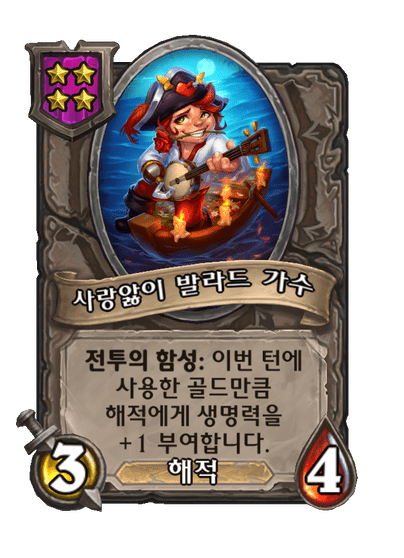 사랑앓이 발라드 가수
전투의 함성: 이번 턴에
사용한 골드만큼
해적에게 생명력을
+1 부여합니다.
해적
3
4